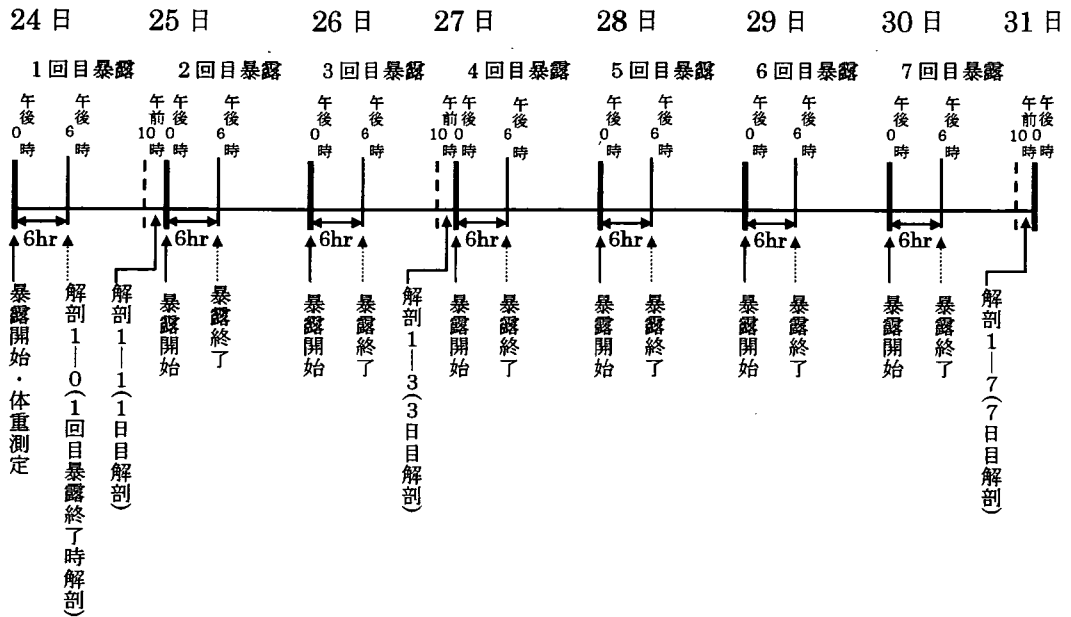 24日 25日 26日 27日 28日 29日 30日 31日
1回目暴露 2回目暴露 3回目暴露 4回目暴露 5回目暴露 6回目暴露 7回目暴露
午後0時
午後6時
午前10時
午後0時
午後6時
午後0時
午後6時
午前10時
午後0時
午後6時
午後0時
午後6時
午後0時
午後6時
午後0時
午後6時
午前10時
午後0時
6hr 6hr 6hr 6hr 6hr 6hr 6hr
暴露開始・体重測定
解剖1―0(1回目暴露終了時解剖)
解剖1―1(1日目解剖)
暴露開始
暴露終了
暴露開始
暴露終了
解剖1―3(3日目解剖)
暴露開始
暴露終了
暴露開始
暴露終了
暴露開始
暴露終了
暴露開始
暴露終了
解剖1―7(7日目解剖)